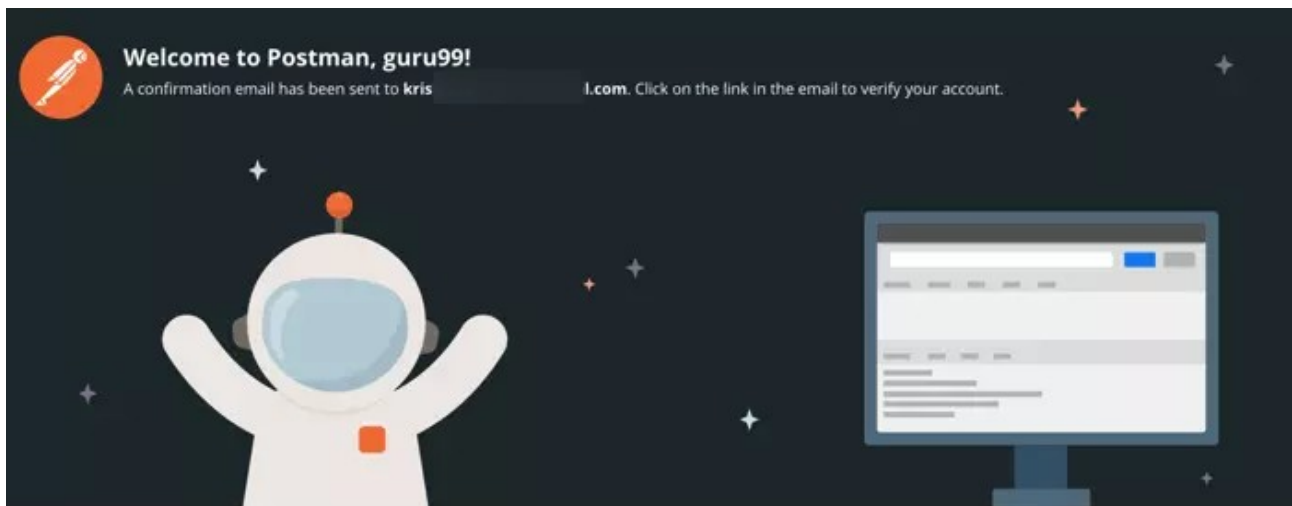 Welcome to Postman, guru99!
A confirmation email has been sent to kris l.com. Click on the link in the email to verify your account.